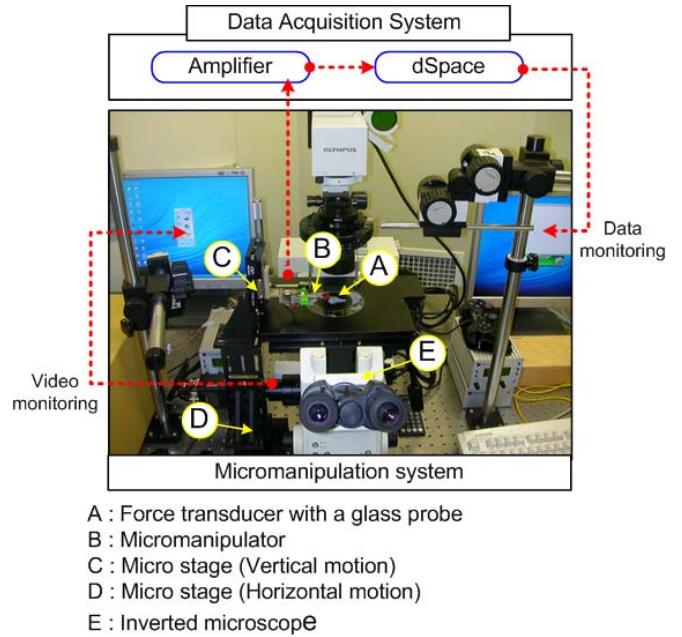 Data Acquisition System
Amplifier
dSpace
OLYMPUS
Data
monitoring
C
B
A
E
Video
monitoring
D
Micromanipulation system
A : Force transducer with a glass probe
B : Micromanipulator
C : Micro stage (Vertical motion)
D : Micro stage (Horizontal motion)
E : Inverted microscope